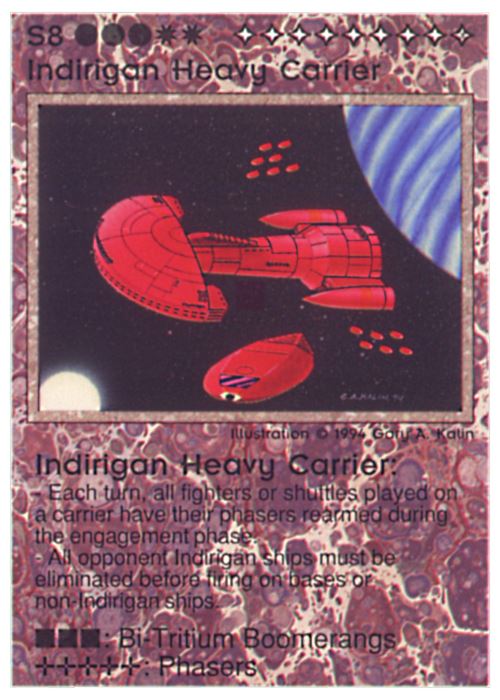 S8
Indirigan Heavy Carrier
G.A.KALIN 94
Illustration © 1994 Gary A. Kalin
Indirigan Heavy Carrier:
- Each turn, all fighters or shuttles played on
a carrier have their phasers rearmed during
the engagement phase.
- All opponent Indirigan ships must be
eliminated before firing on bases or
non-Indirigan ships.
■■■: Bi-Tritium Boomerangs
+++++: Phasers